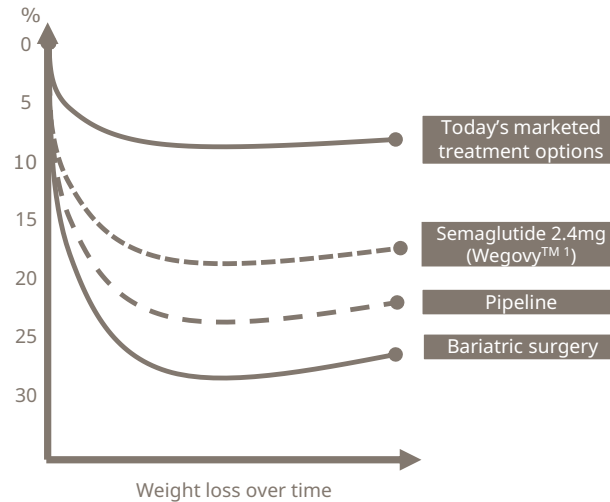 %
0
5
10
15
20
25
30
Today's marketed
treatment options
Semaglutide 2.4mg
(Wegovy™ ¹)
Pipeline
Bariatric surgery
Weight loss over time